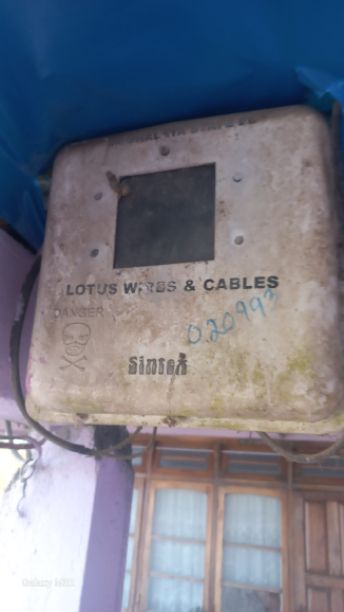 LOTUS WIRES & CABLES
DANGER
020993
Sintex